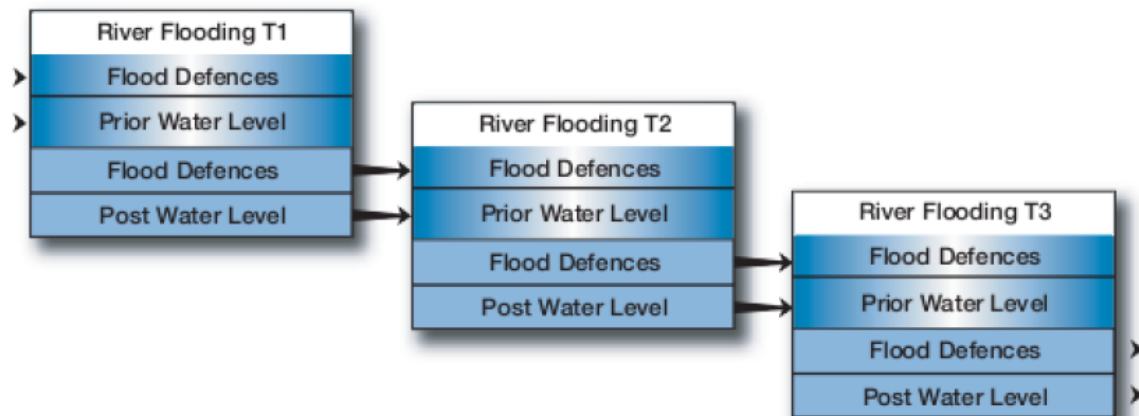 River Flooding T1
Flood Defences
Prior Water Level
Flood Defences
Post Water Level
River Flooding T2
Flood Defences
Prior Water Level
Flood Defences
Post Water Level
River Flooding T3
Flood Defences
Prior Water Level
Flood Defences
Post Water Level